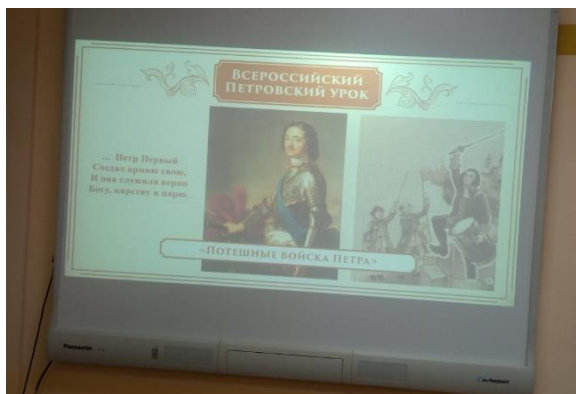 Всероссийский
Петровский урок
... Петр Первый
Создал армию свою,
И она служила верно
Богу, царству и царю.
«Потешные войска Петра»
Panasonic